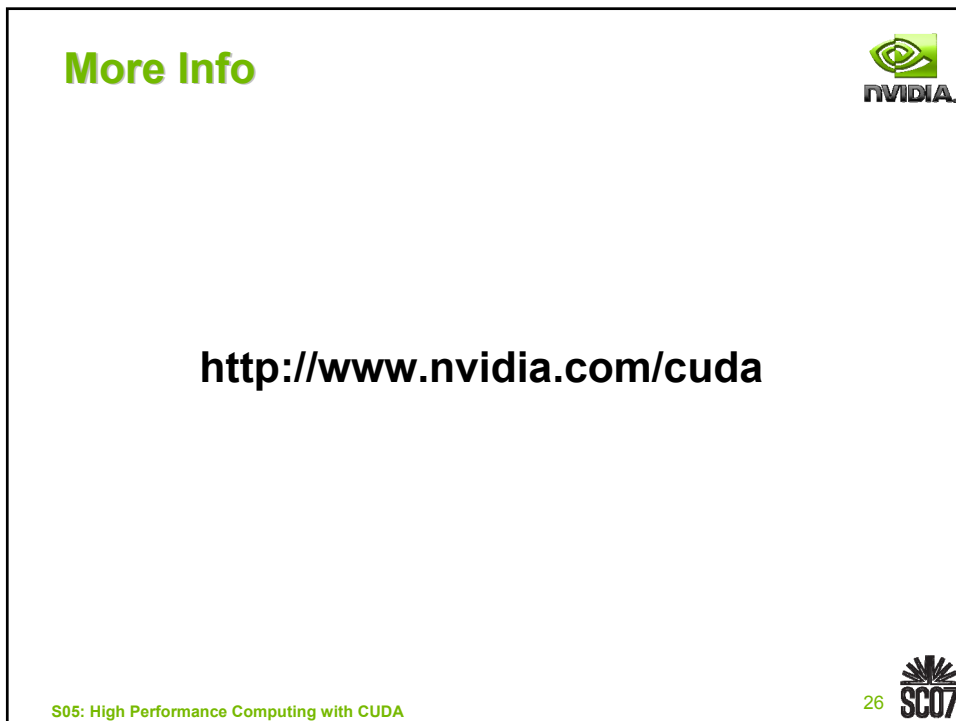 More Info
NVIDIA.
http://www.nvidia.com/cuda
S05: High Performance Computing with CUDA
26
SC07